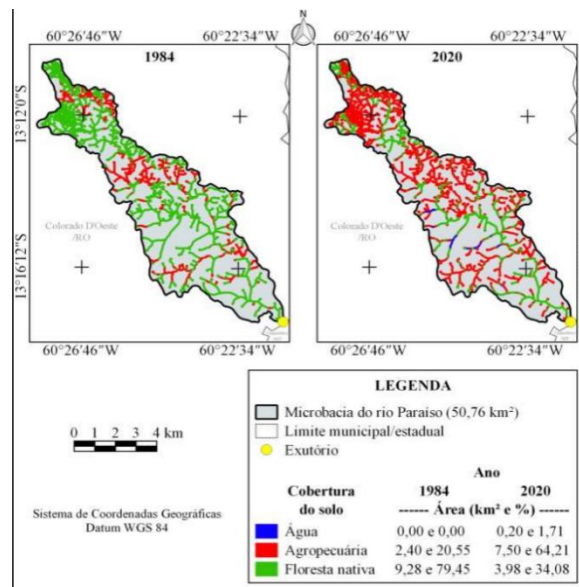 N
60°26'46"W 60°22'34"W 60°26'46"W 60°22'34"W
1984 2020
13°12'0"S
Colorado D'Oeste
/RO
Colorado D'Oeste
/RO
13°16'12"S
60°26'46"W 60°22'34"W 60°26'46"W 60°22'34"W
LEGENDA
Microbacia do rio Paraiso (50,76 km²)
Limite municipal/estadual
Exutório
0 1 2 3 4 km
Ano
Cobertura 1984 2020
do solo ------ Área (km² e %) ------
Água 0,00 e 0,00 0,20 e 1,71
Agropecuária 2,40 e 20,55 7,50 e 64,21
Floresta nativa 9,28 e 79,45 3,98 e 34,08
Sistema de Coordenadas Geográficas
Datum WGS 84